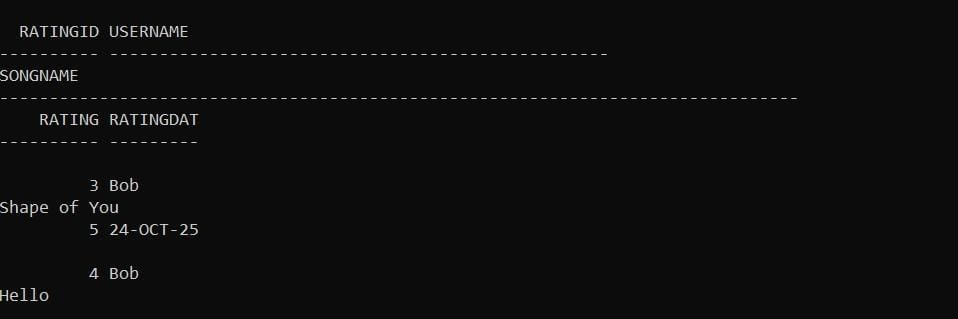 RATINGID USERNAME
---------- --------------------------------------------------
SONGNAME
--------------------------------------------------------------------------------
    RATING RATINGDAT
---------- ---------
         3 Bob
Shape of You
         5 24-OCT-25
         4 Bob
Hello